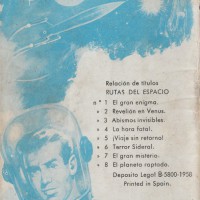 Relación de títulos
RUTAS DEL ESPACIO
n.º 1 El gran enigma.
» 2 Revelión en Venus.
» 3 Abismos invisibles.
» 4 La hora fatal.
» 5 ¡Viaje sin retorno!
» 6 Terror Sideral.
» 7 El gran misterio.
» 8 El planeta raptado.
Deposito Legal B-3800-1958
Printed in Spain.